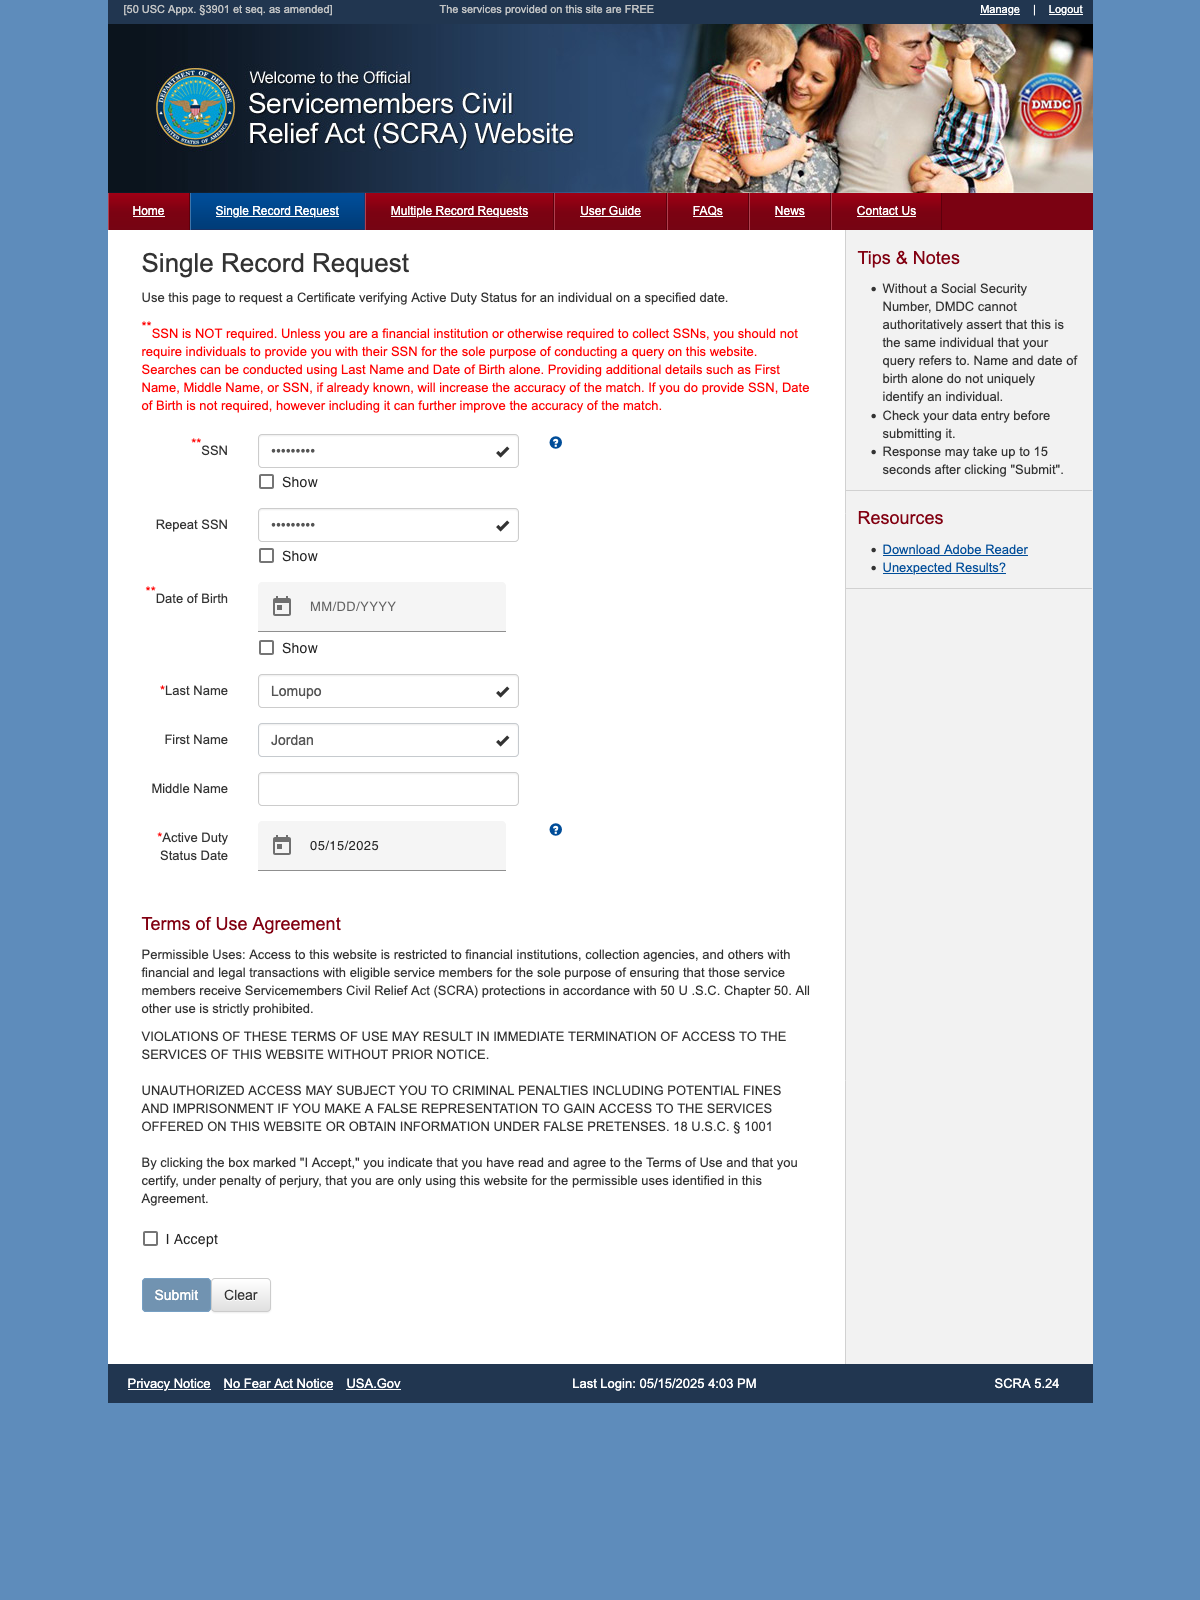 [50 USC Appx. §3901 et seq. as amended]
The services provided on this site are FREE
Manage | Logout
Welcome to the Official
Servicemembers Civil
Relief Act (SCRA) Website
DMDC
Home
Single Record Request
Multiple Record Requests
User Guide
FAQs
News
Contact Us
Single Record Request
Use this page to request a Certificate verifying Active Duty Status for an individual on a specified date.
**SSN is NOT required. Unless you are a financial institution or otherwise required to collect SSNs, you should not
require individuals to provide you with their SSN for the sole purpose of conducting a query on this website.
Searches can be conducted using Last Name and Date of Birth alone. Providing additional details such as First
Name, Middle Name, or SSN, if already known, will increase the accuracy of the match. If you do provide SSN, Date
of Birth is not required, however including it can further improve the accuracy of the match.
**SSN
•••••••••
Show
Repeat SSN
•••••••••
Show
**Date of Birth
MM/DD/YYYY
Show
*Last Name
Lomupo
First Name
Jordan
Middle Name
*Active Duty
Status Date
05/15/2025
Terms of Use Agreement
Permissible Uses: Access to this website is restricted to financial institutions, collection agencies, and others with
financial and legal transactions with eligible service members for the sole purpose of ensuring that those service
members receive Servicemembers Civil Relief Act (SCRA) protections in accordance with 50 U .S.C. Chapter 50. All
other use is strictly prohibited.
VIOLATIONS OF THESE TERMS OF USE MAY RESULT IN IMMEDIATE TERMINATION OF ACCESS TO THE
SERVICES OF THIS WEBSITE WITHOUT PRIOR NOTICE.
UNAUTHORIZED ACCESS MAY SUBJECT YOU TO CRIMINAL PENALTIES INCLUDING POTENTIAL FINES
AND IMPRISONMENT IF YOU MAKE A FALSE REPRESENTATION TO GAIN ACCESS TO THE SERVICES
OFFERED ON THIS WEBSITE OR OBTAIN INFORMATION UNDER FALSE PRETENSES. 18 U.S.C. § 1001
By clicking the box marked "I Accept," you indicate that you have read and agree to the Terms of Use and that you
certify, under penalty of perjury, that you are only using this website for the permissible uses identified in this
Agreement.
I Accept
Submit
Clear
Tips & Notes
• Without a Social Security
Number, DMDC cannot
authoritatively assert that this is
the same individual that your
query refers to. Name and date of
birth alone do not uniquely
identify an individual.
• Check your data entry before
submitting it.
• Response may take up to 15
seconds after clicking "Submit".
Resources
• Download Adobe Reader
• Unexpected Results?
Privacy Notice
No Fear Act Notice
USA.Gov
Last Login: 05/15/2025 4:03 PM
SCRA 5.24